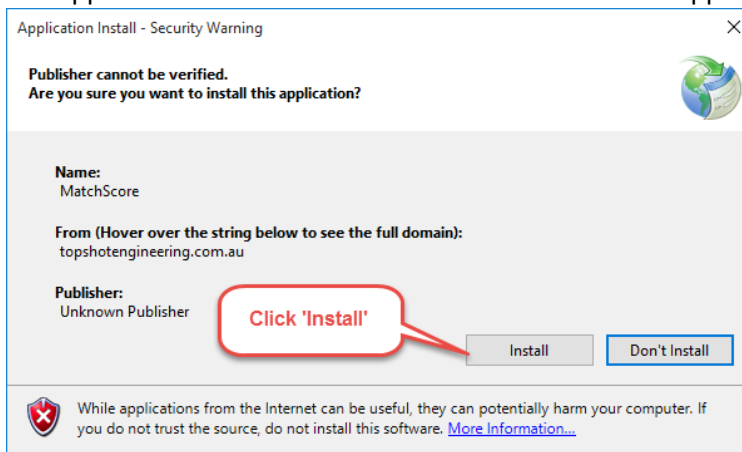 Application Install - Security Warning
Publisher cannot be verified.
Are you sure you want to install this application?
Name:
MatchScore
From (Hover over the string below to see the full domain):
topshotengineering.com.au
Publisher:
Unknown Publisher
Click 'Install'
Install
Don't Install
While applications from the Internet can be useful, they can potentially harm your computer. If
you do not trust the source, do not install this software. More Information...